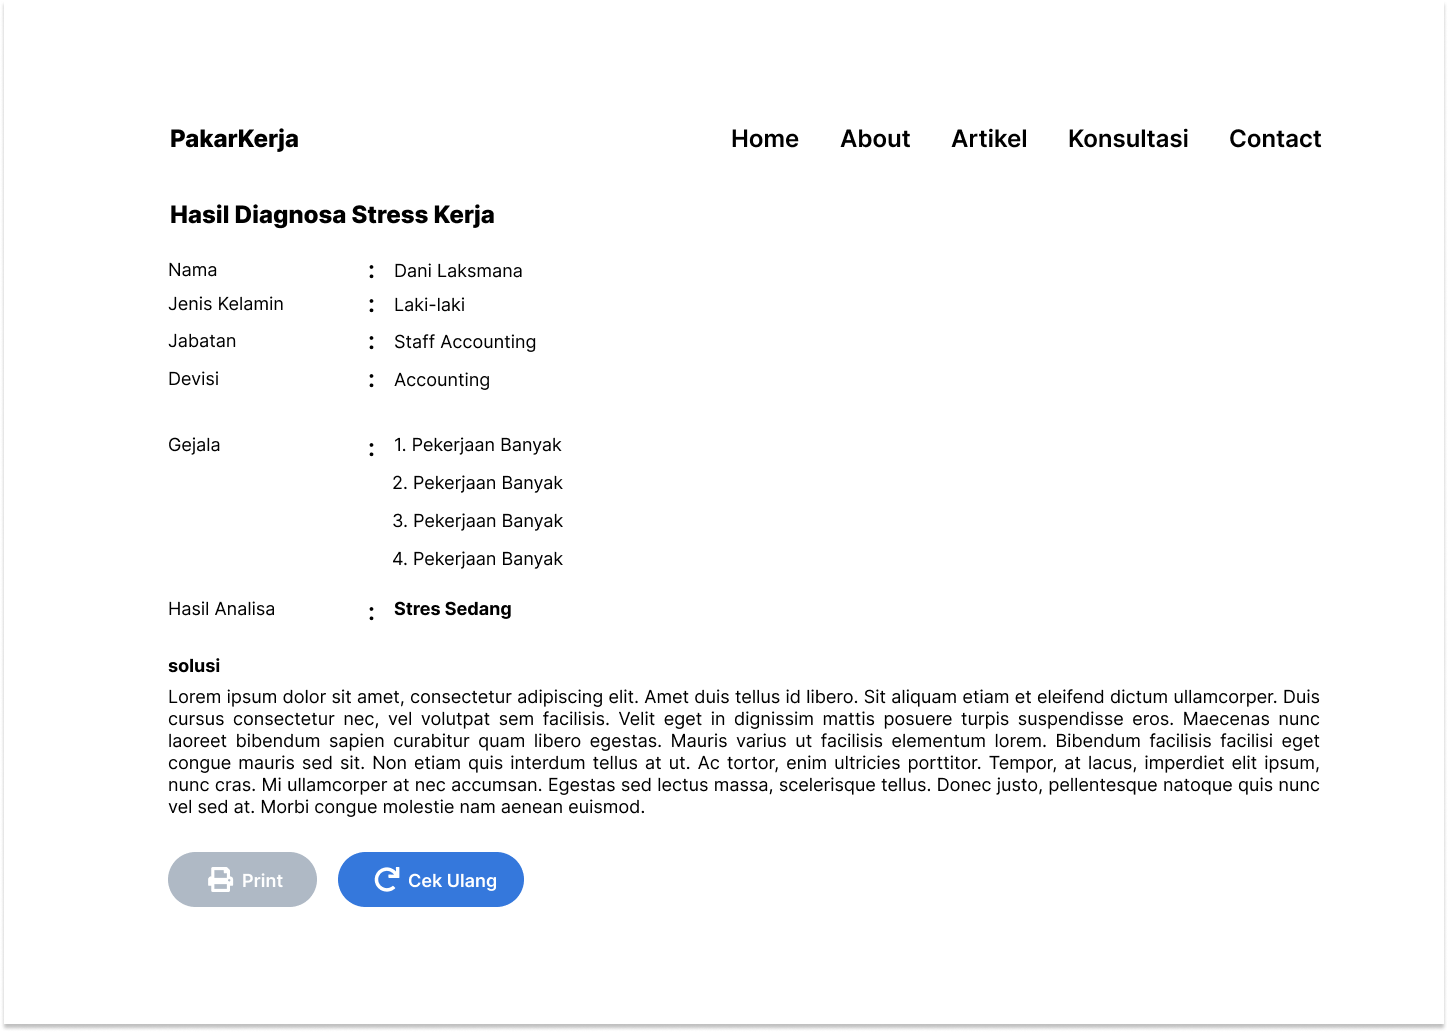 PakarKerja Home About Artikel Konsultasi Contact
Hasil Diagnosa Stress Kerja
Nama : Dani Laksmana
Jenis Kelamin : Laki-laki
Jabatan : Staff Accounting
Devisi : Accounting
Gejala : 1. Pekerjaan Banyak
2. Pekerjaan Banyak
3. Pekerjaan Banyak
4. Pekerjaan Banyak
Hasil Analisa : Stres Sedang
solusi
Lorem ipsum dolor sit amet, consectetur adipiscing elit. Amet duis tellus id libero. Sit aliquam etiam et eleifend dictum ullamcorper. Duis
cursus consectetur nec, vel volutpat sem facilisis. Velit eget in dignissim mattis posuere turpis suspendisse eros. Maecenas nunc
laoreet bibendum sapien curabitur quam libero egestas. Mauris varius ut facilisis elementum lorem. Bibendum facilisis facilisi eget
congue mauris sed sit. Non etiam quis interdum tellus at ut. Ac tortor, enim ultricies porttitor. Tempor, at lacus, imperdiet elit ipsum,
nunc cras. Mi ullamcorper at nec accumsan. Egestas sed lectus massa, scelerisque tellus. Donec justo, pellentesque natoque quis nunc
vel sed at. Morbi congue molestie nam aenean euismod.
Print Cek Ulang